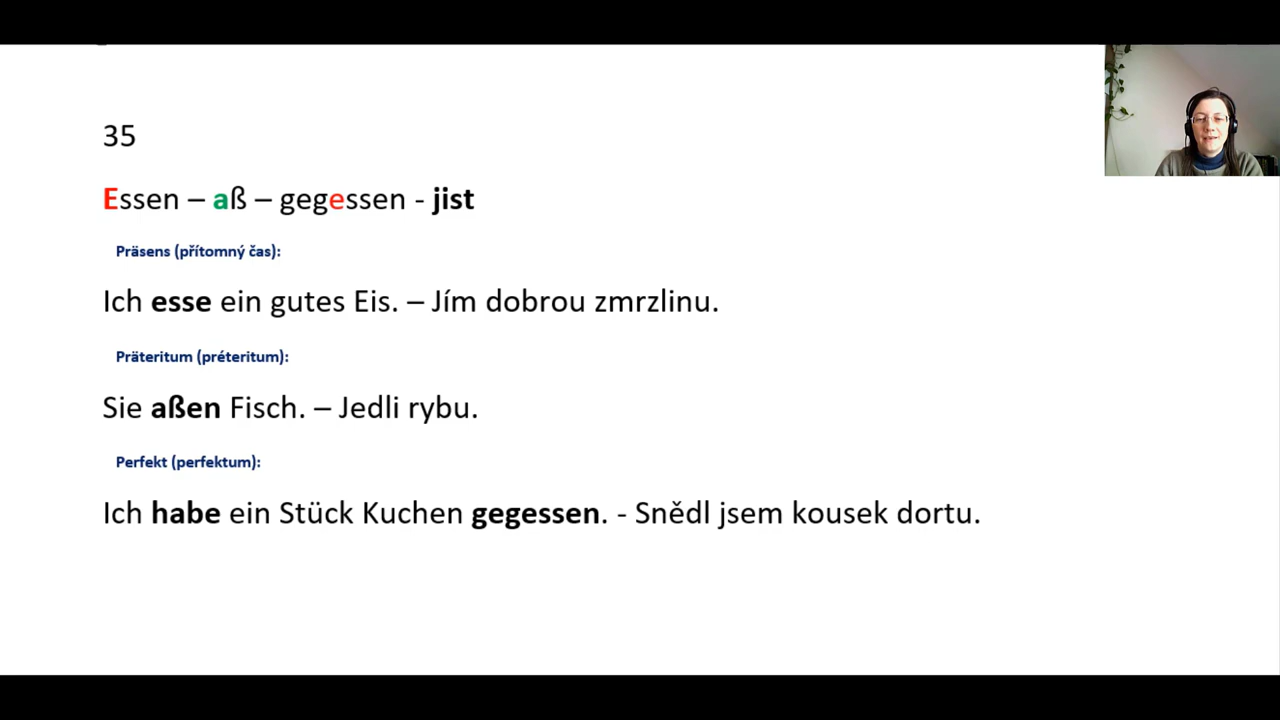 35
Essen – aß – gegessen - jist
Präsens (přítomný čas):
Ich esse ein gutes Eis. – Jím dobrou zmrzlinu.
Präteritum (préteritum):
Sie aßen Fisch. – Jedli rybu.
Perfekt (perfektum):
Ich habe ein Stück Kuchen gegessen. - Snědl jsem kousek dortu.